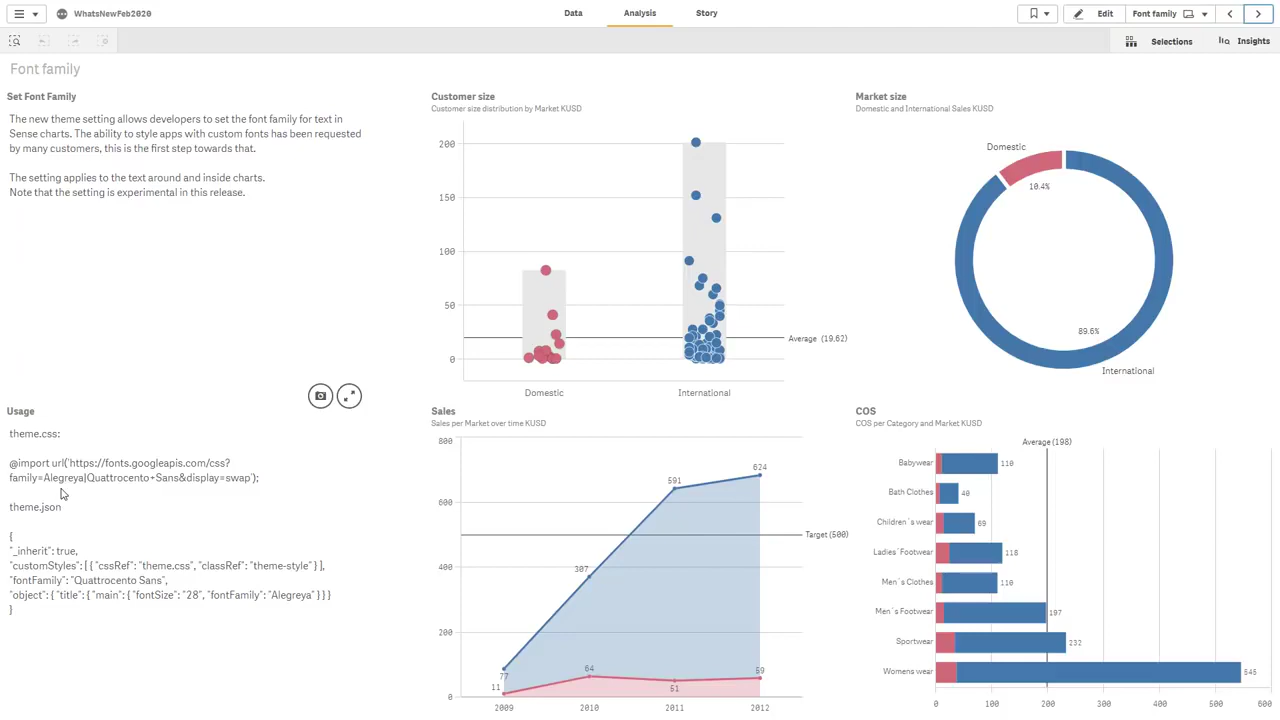 WhatsNewFeb2020
Data
Analysis
Story
Edit
Font family
Selections
Insights
Font family
Set Font Family
The new theme setting allows developers to set the font family for text in
Sense charts. The ability to style apps with custom fonts has been requested
by many customers, this is the first step towards that.
The setting applies to the text around and inside charts.
Note that the setting is experimental in this release.
Customer size
Customer size distribution by Market KUSD
200
150
100
50
0
Average (19.62)
Domestic
International
Market size
Domestic and International Sales KUSD
Domestic
10.4%
89.6%
International
Usage
theme.css:
@import url('https://fonts.googleapis.com/css?
family=Alegreya|Quattrocento+Sans&display=swap');
theme.json
{
"_inherit": true,
"customStyles": [ { "cssRef": "theme.css", "classRef": "theme-style" } ],
"fontFamily": "Quattrocento Sans",
"object": { "title": { "main": { "fontSize": "28", "fontFamily": "Alegreya" } } }
}
Sales
Sales per Market over time KUSD
800
600
400
200
0
624
591
307
77
11
64
51
59
Target (500)
2009
2010
2011
2012
COS
COS per Category and Market KUSD
Average (198)
Babywear
110
Bath Clothes
40
Children´s wear
69
Ladies´Footwear
118
Men´s Clothes
110
Men´s Footwear
197
Sportwear
232
Womens wear
545
0
100
200
300
400
500
600